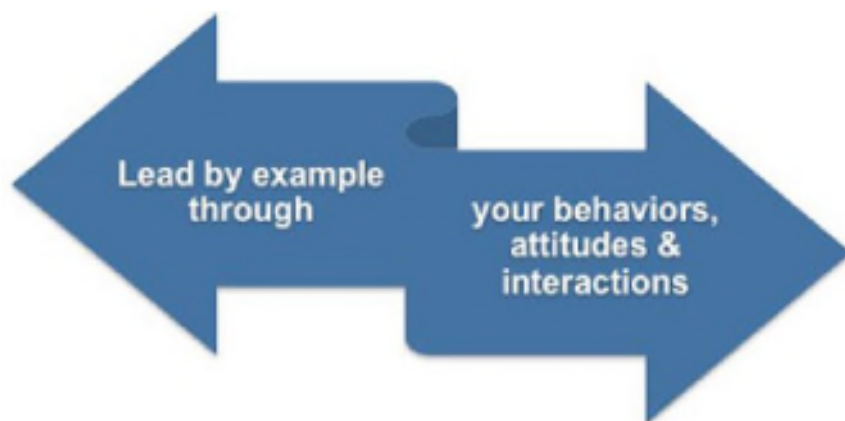 Lead by example
through
your behaviors,
attitudes &
interactions